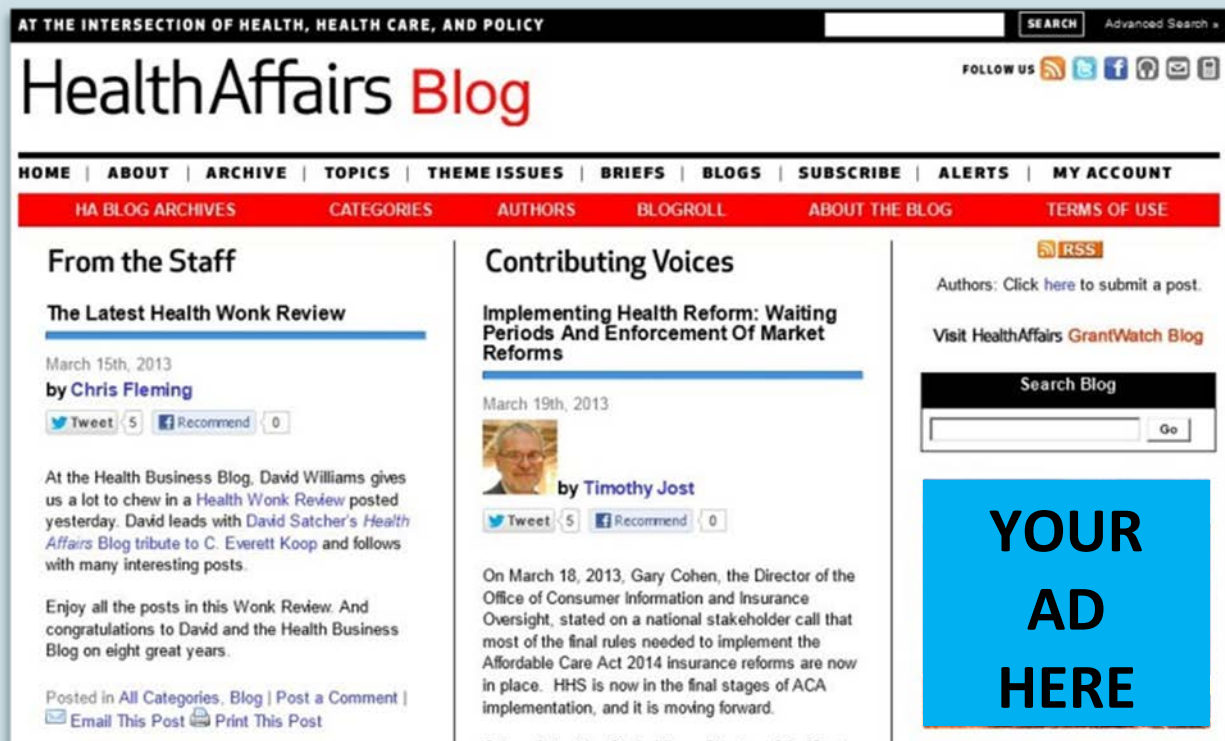 AT THE INTERSECTION OF HEALTH, HEALTH CARE, AND POLICY
SEARCH
Advanced Search »
HealthAffairs Blog
FOLLOW US
HOME | ABOUT | ARCHIVE | TOPICS | THEME ISSUES | BRIEFS | BLOGS | SUBSCRIBE | ALERTS | MY ACCOUNT
HA BLOG ARCHIVES CATEGORIES AUTHORS BLOGROLL ABOUT THE BLOG TERMS OF USE
From the Staff
The Latest Health Wonk Review
March 15th, 2013
by Chris Fleming
Tweet 5 Recommend 0
At the Health Business Blog, David Williams gives
us a lot to chew in a Health Wonk Review posted
yesterday. David leads with David Satcher's Health
Affairs Blog tribute to C. Everett Koop and follows
with many interesting posts.
Enjoy all the posts in this Wonk Review. And
congratulations to David and the Health Business
Blog on eight great years.
Posted in All Categories, Blog | Post a Comment |
Email This Post Print This Post
Contributing Voices
Implementing Health Reform: Waiting
Periods And Enforcement Of Market
Reforms
March 19th, 2013
by Timothy Jost
Tweet 5 Recommend 0
On March 18, 2013, Gary Cohen, the Director of the
Office of Consumer Information and Insurance
Oversight, stated on a national stakeholder call that
most of the final rules needed to implement the
Affordable Care Act 2014 insurance reforms are now
in place. HHS is now in the final stages of ACA
implementation, and it is moving forward.
RSS
Authors: Click here to submit a post.
Visit HealthAffairs GrantWatch Blog
Search Blog
Go
YOUR
AD
HERE